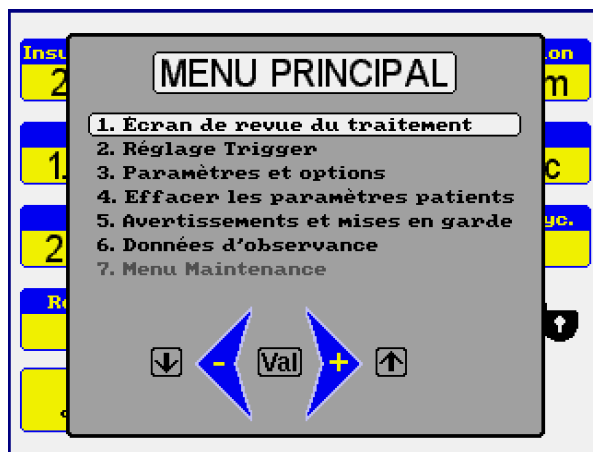 MENU PRINCIPAL
1. Écran de revue du traitement
2. Réglage Trigger
3. Paramètres et options
4. Effacer les paramètres patients
5. Avertissements et mises en garde
6. Données d'observance
7. Menu Maintenance
- Val +